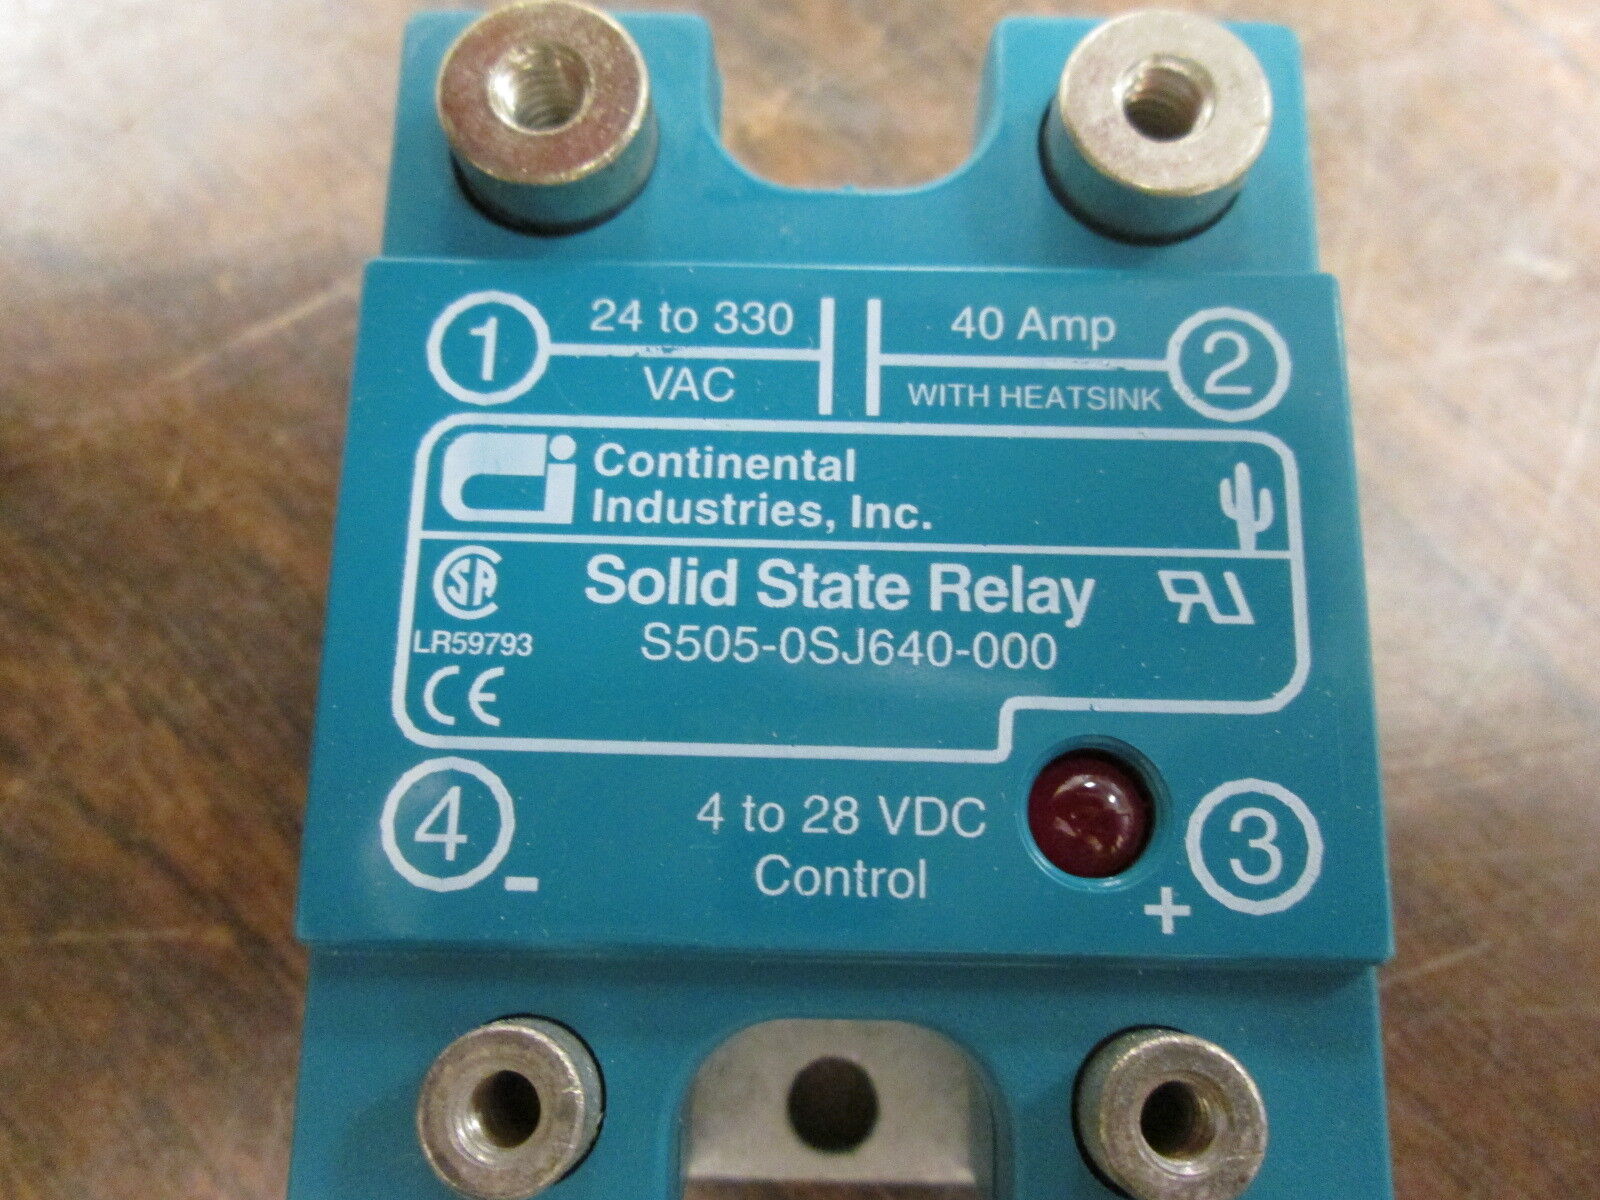 1 24 to 330 40 Amp 2
VAC WITH HEATSINK
Continental
Industries, Inc.
Solid State Relay
LR59793 S505-0SJ640-000
CE
4 4 to 28 VDC 3
- Control +